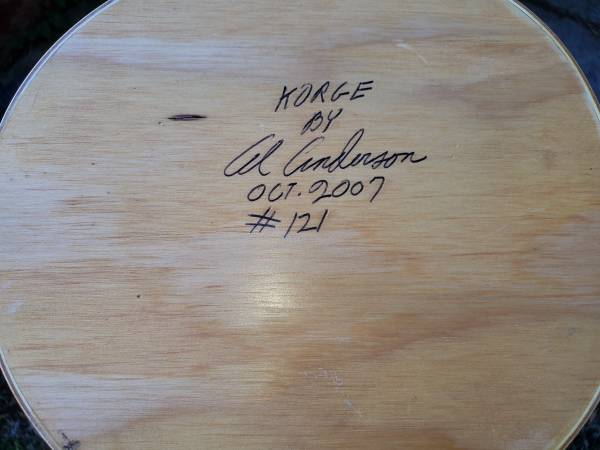 KORGE
BY
Al Anderson
OCT. 2007
#121